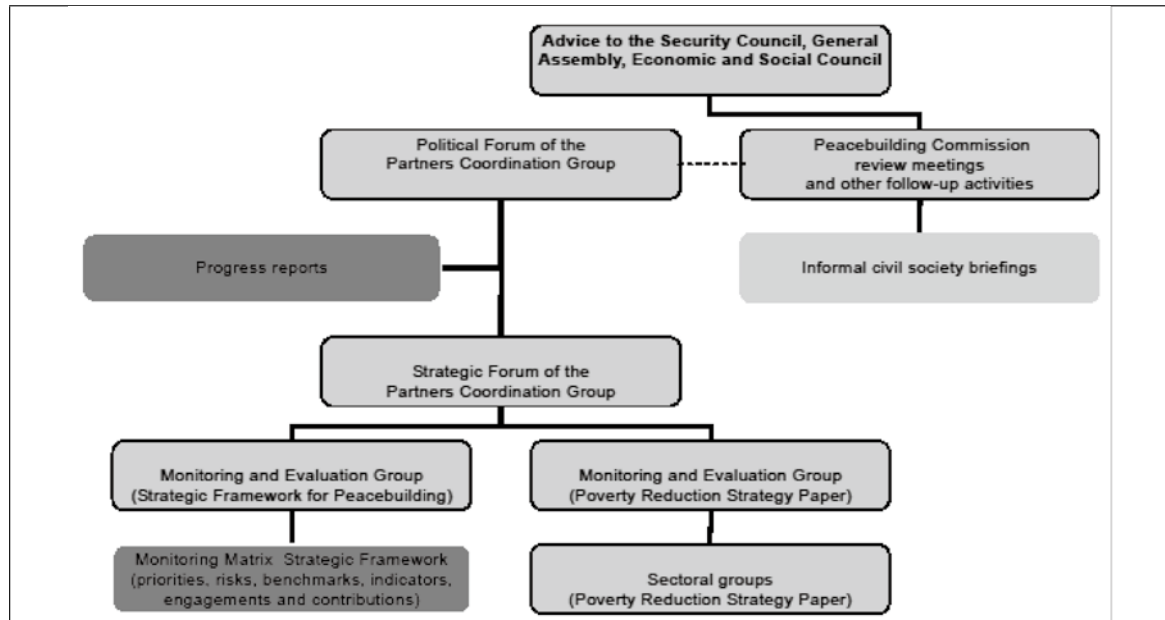 Advice to the Security Council, General
Assembly, Economic and Social Council
Political Forum of the
Partners Coordination Group
Peacebuilding Commission
review meetings
and other follow-up activities
Progress reports
Informal civil society briefings
Strategic Forum of the
Partners Coordination Group
Monitoring and Evaluation Group
(Strategic Framework for Peacebuilding)
Monitoring and Evaluation Group
(Poverty Reduction Strategy Paper)
Monitoring Matrix Strategic Framework
(priorities, risks, benchmarks, indicators,
engagements and contributions)
Sectoral groups
(Poverty Reduction Strategy Paper)